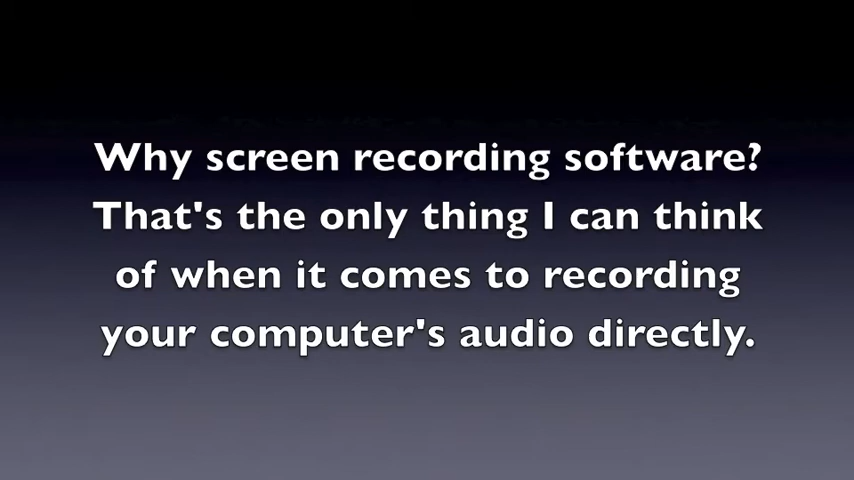 Why screen recording software?
That's the only thing I can think
of when it comes to recording
your computer's audio directly.